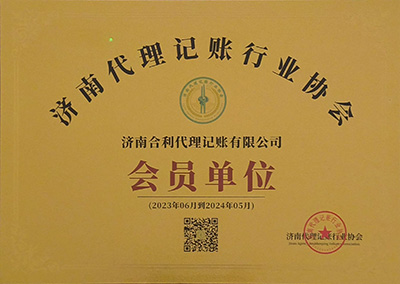 济南代理记账行业协会
济南合利代理记账有限公司
会员单位
(2023年06月到2024年05月)
济南代理记账行业协会